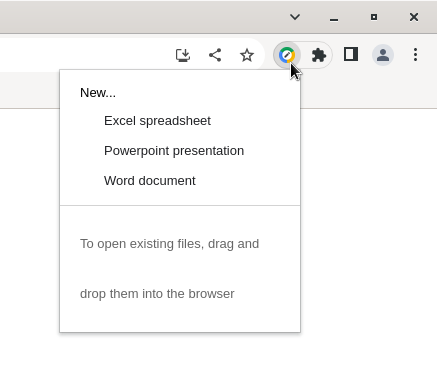 New...
Excel spreadsheet
Powerpoint presentation
Word document
To open existing files, drag and
drop them into the browser